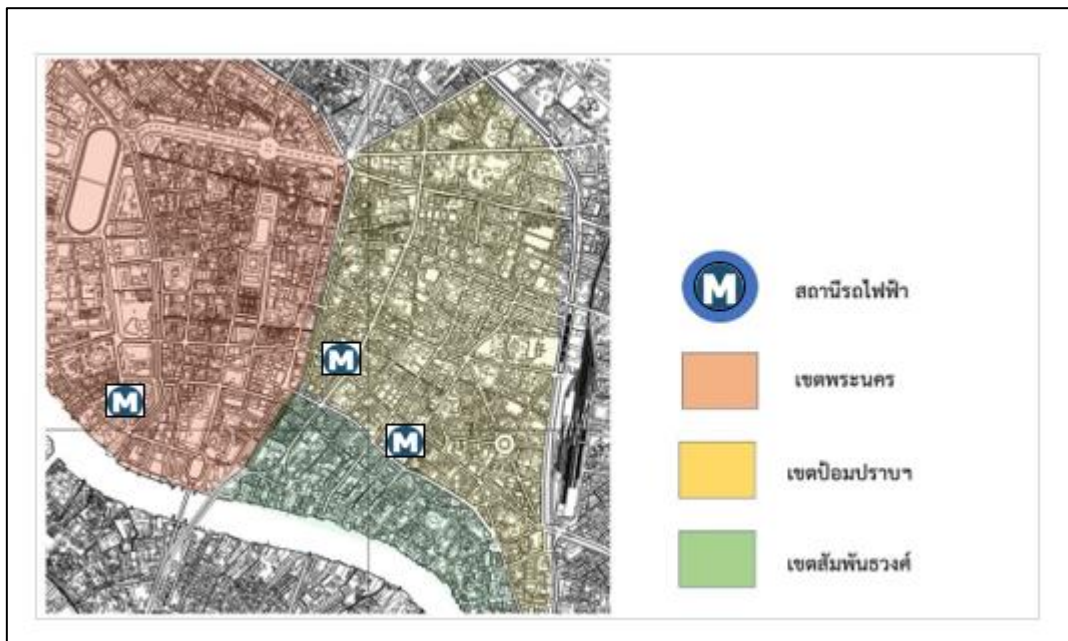 M
M
M
M สถานีรถไฟฟ้า
เขตพระนคร
เขตป้อมปราบฯ
เขตสัมพันธวงศ์